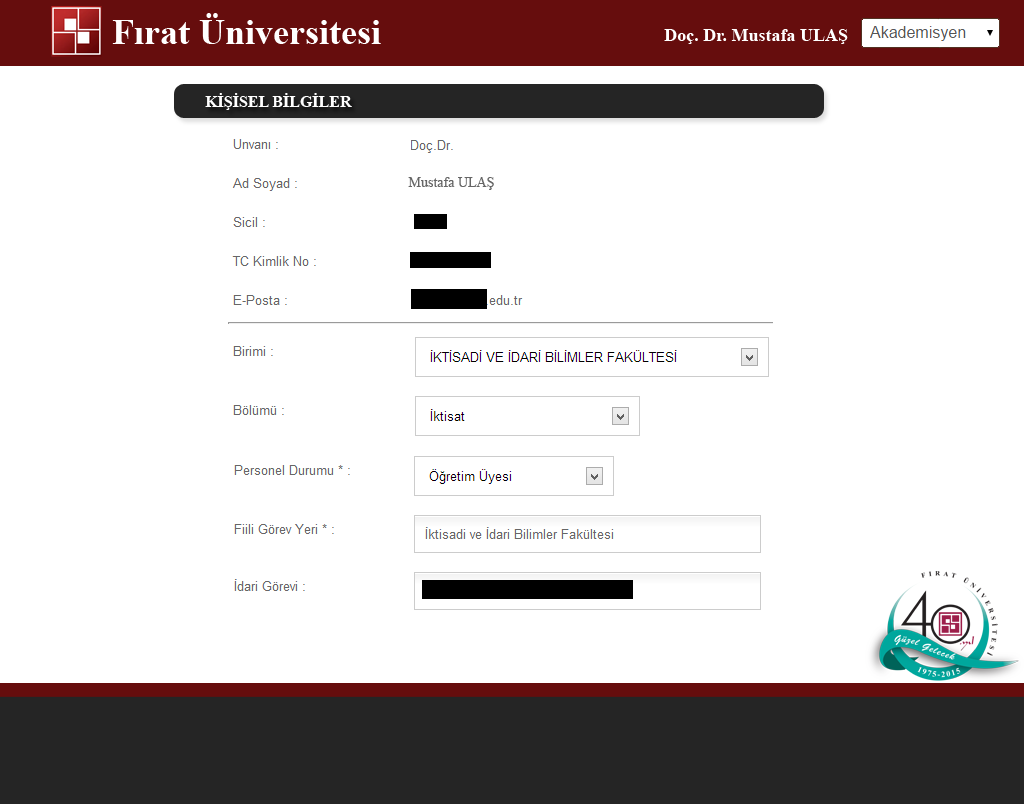 Fırat Üniversitesi
Doç. Dr. Mustafa ULAŞ
Akademisyen
KİŞİSEL BİLGİLER
Unvanı : Doç.Dr.
Ad Soyad : Mustafa ULAŞ
Sicil :
TC Kimlik No :
E-Posta : .edu.tr
Birimi : İKTİSADİ VE İDARİ BİLİMLER FAKÜLTESİ
Bölümü : İktisat
Personel Durumu * : Öğretim Üyesi
Fiili Görev Yeri * : İktisadi ve İdari Bilimler Fakültesi
İdari Görevi :
FIRAT ÜNİVERSİTESİ
40
Güzel Gelecek
1975-2015